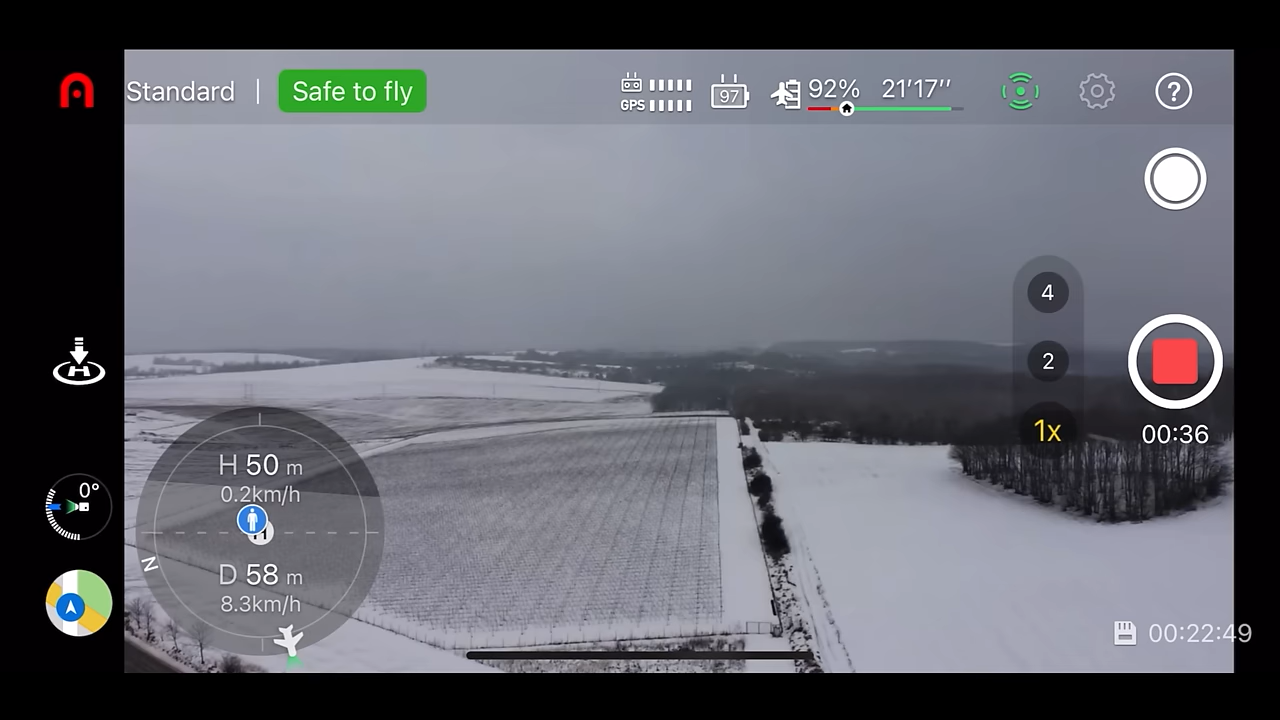 Standard | Safe to fly
GPS
97
92% 21'17''
?
4
2
1x
00:36
H 50 m
0.2km/h
D 58 m
8.3km/h
N
0°
H
00:22:49